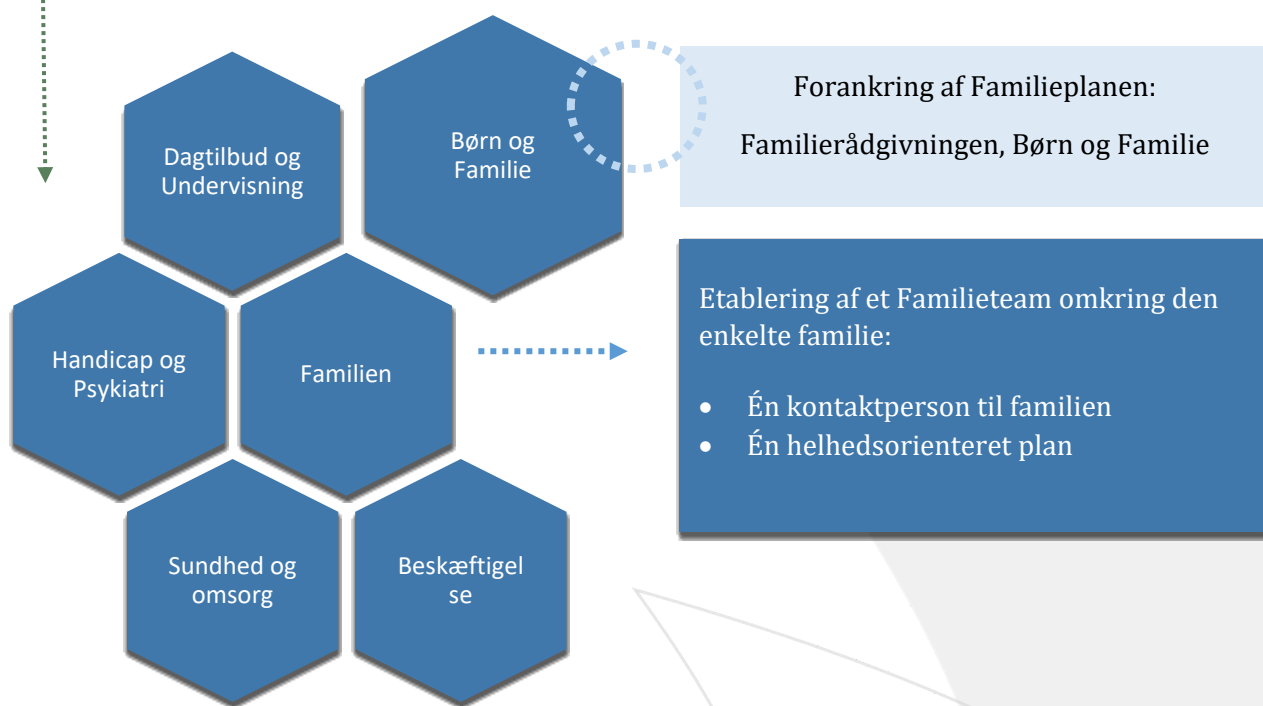 Dagtilbud og
Undervisning
Børn og
Familie
Forankring af Familieplanen:
Familierådgivningen, Børn og Familie
Handicap og
Psykiatri
Familien
Etablering af et Familieteam omkring den
enkelte familie:
• Én kontaktperson til familien
• Én helhedsorienteret plan
Sundhed og
omsorg
Beskæftigel
se